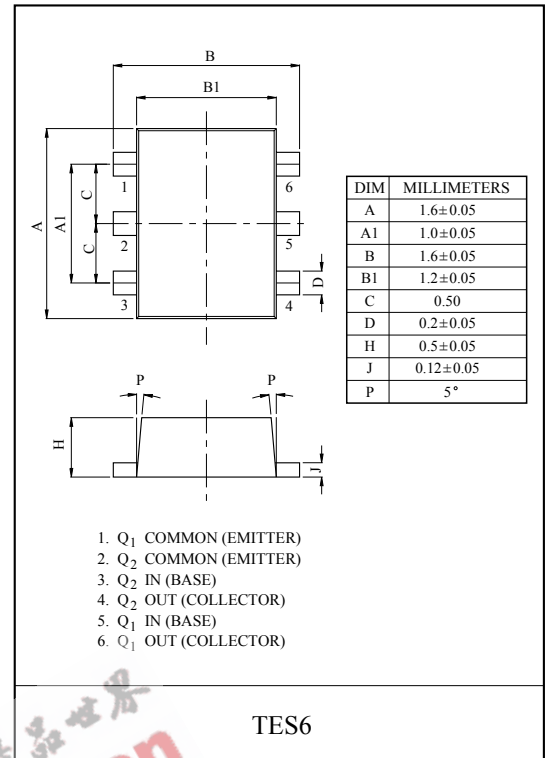 B
B1
A
A1
C
C
D
1
2
3
6
5
4
DIM MILLIMETERS
A 1.6±0.05
A1 1.0±0.05
B 1.6±0.05
B1 1.2±0.05
C 0.50
D 0.2±0.05
H 0.5±0.05
J 0.12±0.05
P 5°
P
P
H
J
1. Q1 COMMON (EMITTER)
2. Q2 COMMON (EMITTER)
3. Q2 IN (BASE)
4. Q2 OUT (COLLECTOR)
5. Q1 IN (BASE)
6. Q1 OUT (COLLECTOR)
品世界
TES6